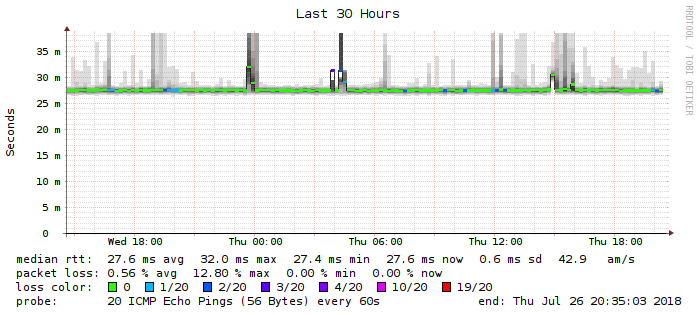 Last 30 Hours
RRDTOOL / TOBI OETIKER
Seconds
35 m
30 m
25 m
20 m
15 m
10 m
5 m
0
Wed 18:00 Thu 00:00 Thu 06:00 Thu 12:00 Thu 18:00
median rtt: 27.6 ms avg 32.0 ms max 27.4 ms min 27.6 ms now 0.6 ms sd 42.9 am/s
packet loss: 0.56 % avg 12.80 % max 0.00 % min 0.00 % now
loss color: 0 1/20 2/20 3/20 4/20 10/20 19/20
probe: 20 ICMP Echo Pings (56 Bytes) every 60s end: Thu Jul 26 20:35:03 2018